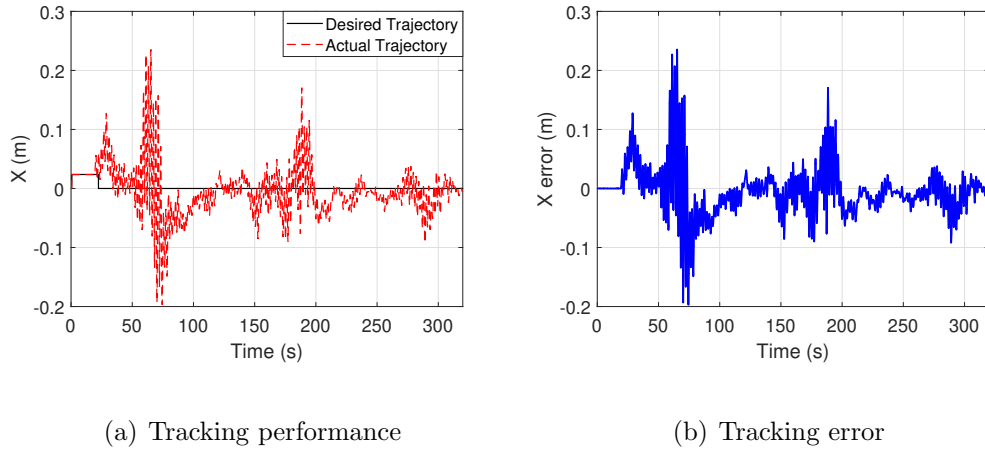 0.3
0.2
0.1
0
-0.1
-0.2
X (m)
Desired Trajectory
Actual Trajectory
0 50 100 150 200 250 300
Time (s)
(a) Tracking performance
0.3
0.2
0.1
0
-0.1
-0.2
X error (m)
0 50 100 150 200 250 300
Time (s)
(b) Tracking error